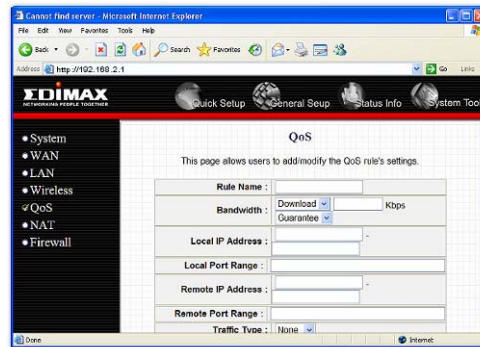 Cannot find server - Microsoft Internet Explorer
File Edit View Favorites Tools Help
Back Search Favorites
Address http://192.168.2.1 Go Links
EDIMAX
NETWORKING PEOPLE TOGETHER
Quick Setup General Seup Status Info System Too
System
WAN
LAN
Wireless
QoS
NAT
Firewall
QoS
This page allows users to add/modify the QoS rule's settings.
Rule Name :
Bandwidth : Download Kbps
Guarantee
Local IP Address : -
Local Port Range :
Remote IP Address : -
Remote Port Range :
Traffic Type : None
Done Internet